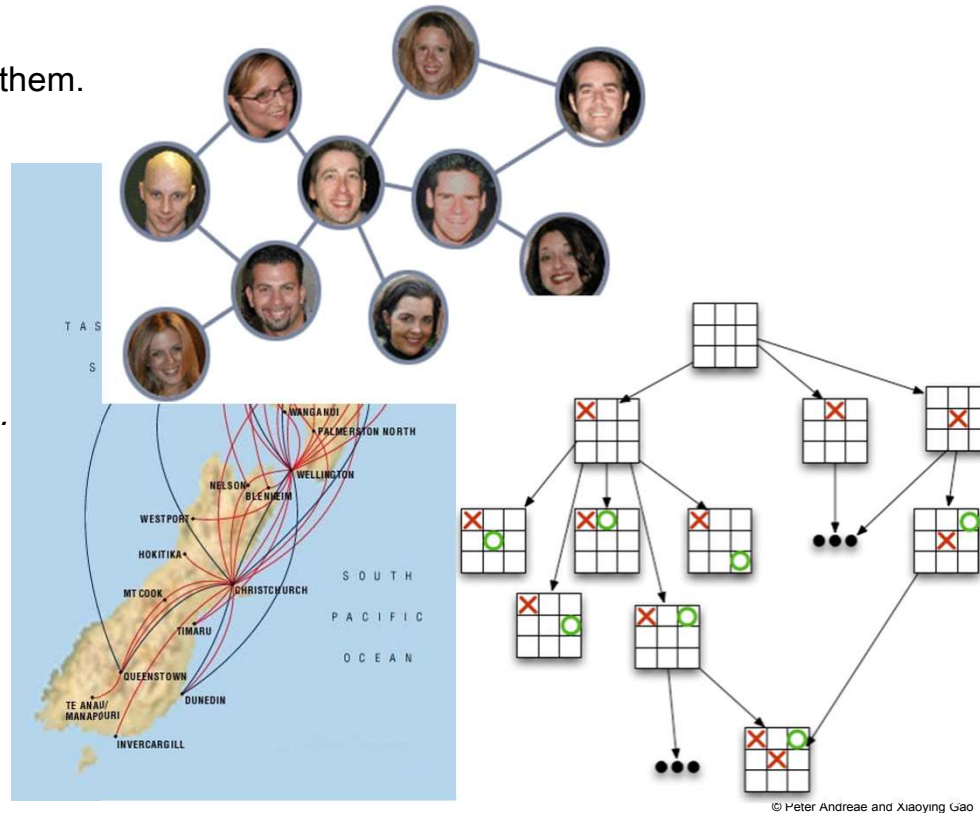 them.
.
T A S
S
WANGANUI
PALMERSTON NORTH
WELLINGTON
NELSON
BLENHEIM
WESTPORT
HOKITIKA
CHRISTCHURCH
MT COOK
TIMARU
QUEENSTOWN
DUNEDIN
TE ANAU/
MANAPOURI
INVERCARGILL
S O U T H
P A C I F I C
O C E A N
© Peter Andreae and Xiaoying Gao